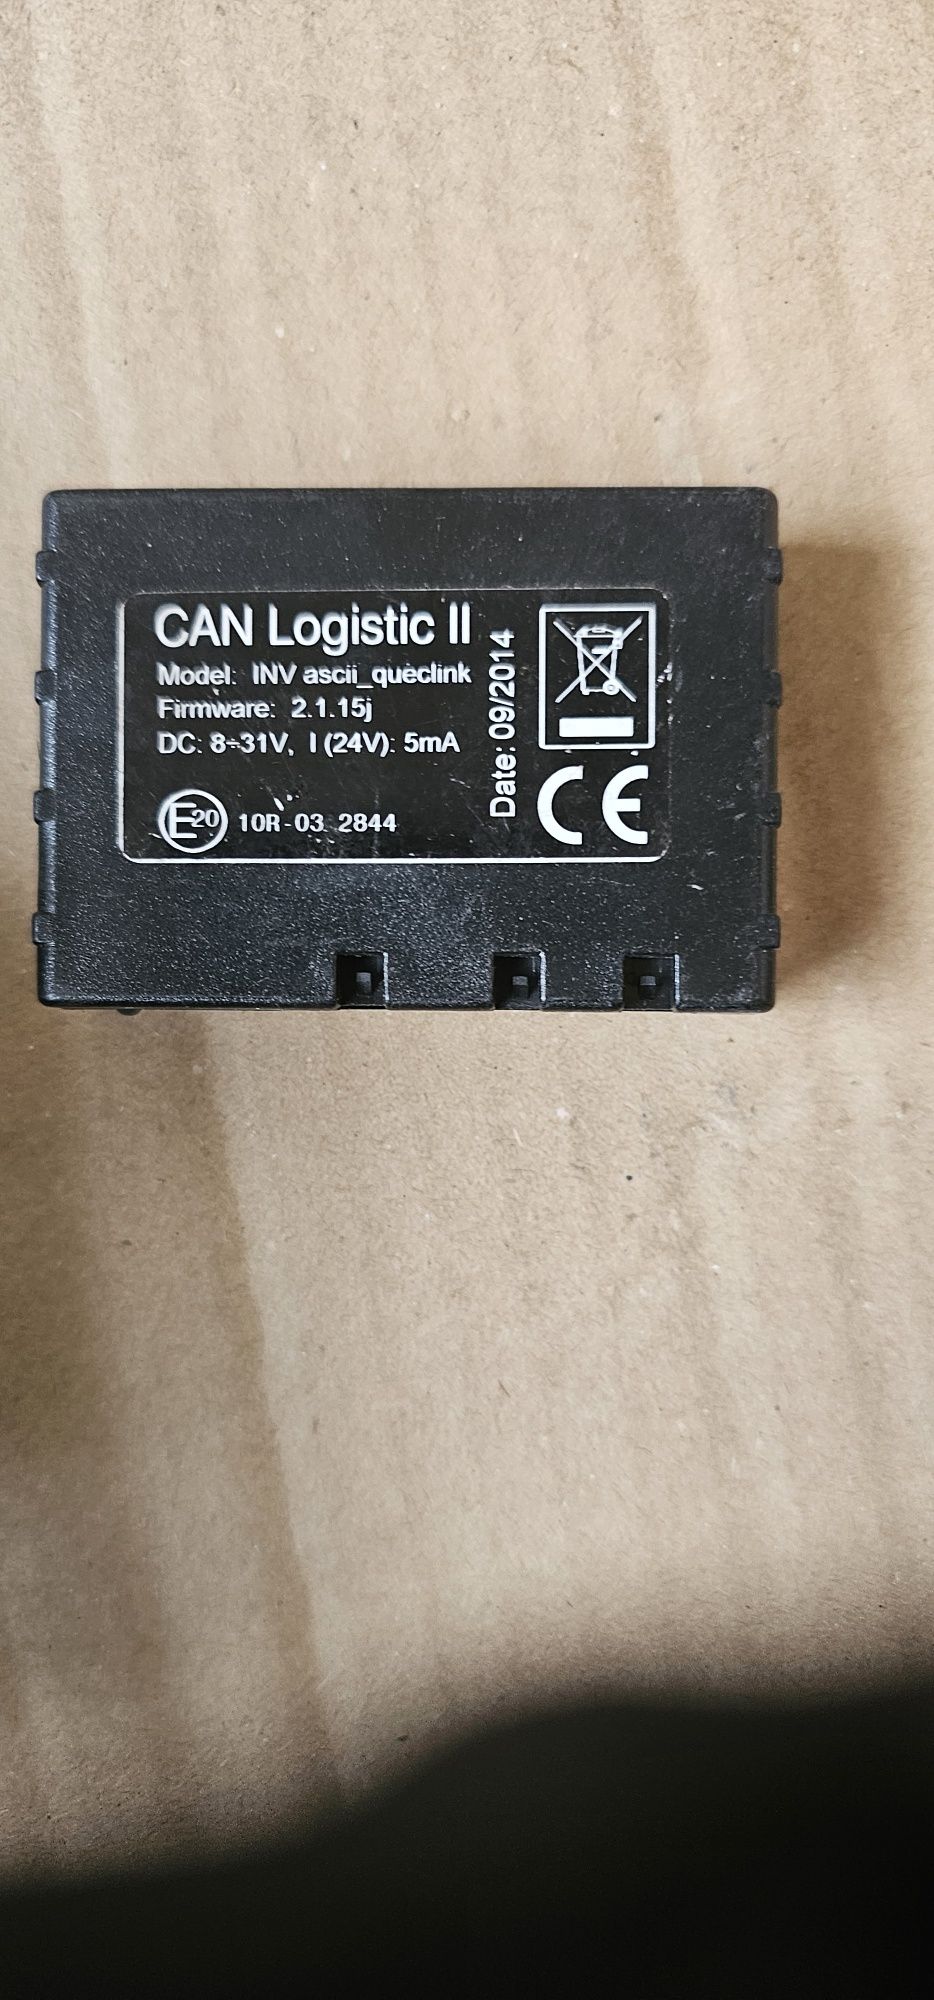 CAN Logistic II
Model: INV ascii_queclink
Firmware: 2.1.15j
DC: 8÷31V, I (24V): 5mA
E20 10R-03 2844
Date: 09/2014
CE